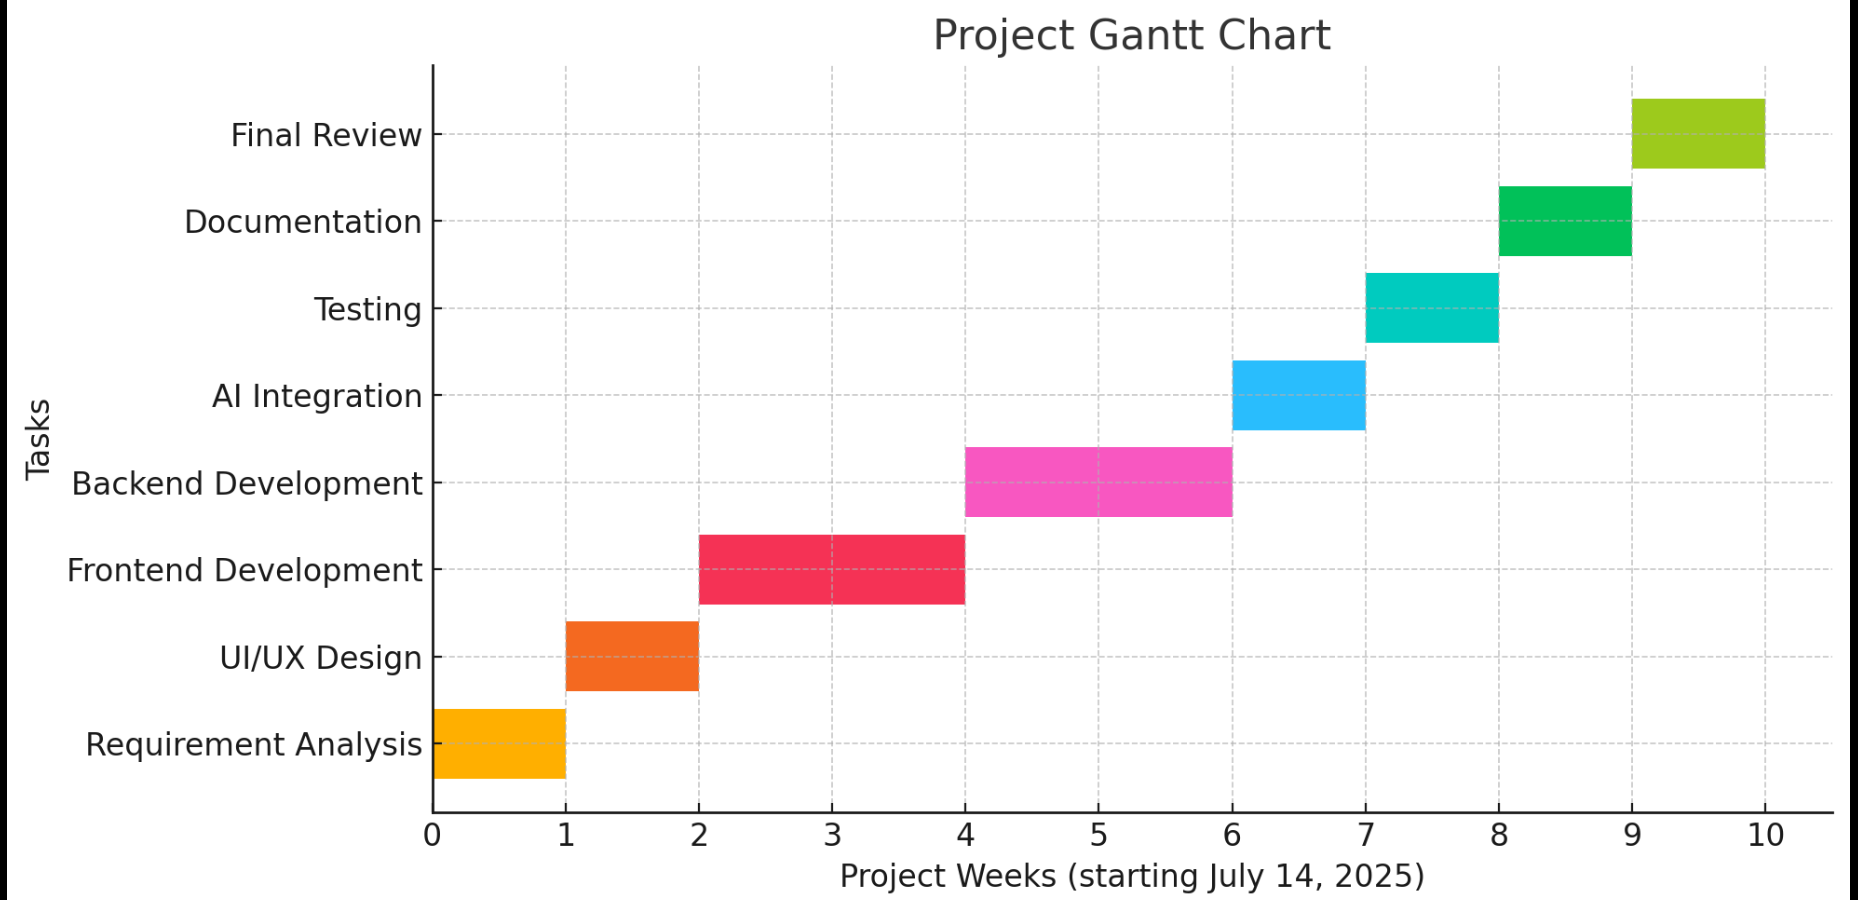 Project Gantt Chart
Final Review
Documentation
Testing
AI Integration
Backend Development
Frontend Development
UI/UX Design
Requirement Analysis
Tasks
0 1 2 3 4 5 6 7 8 9 10
Project Weeks (starting July 14, 2025)